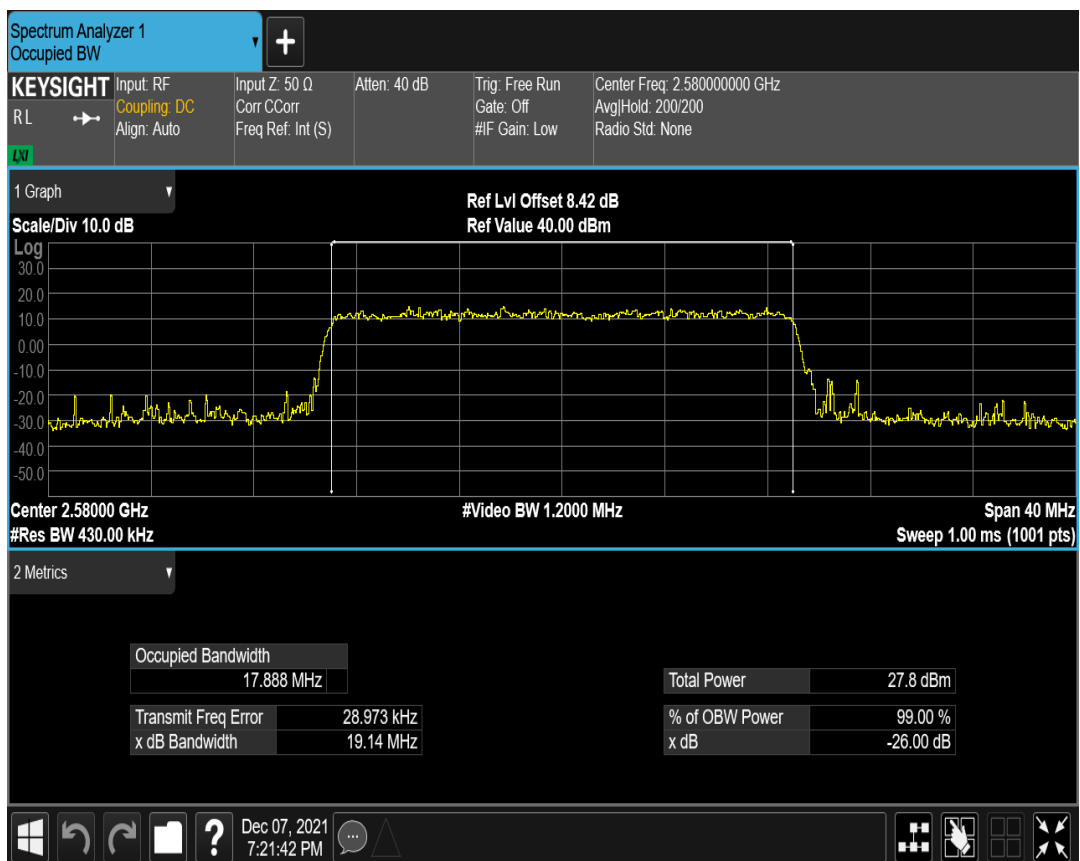 Spectrum Analyzer 1
Occupied BW
+
KEYSIGHT
RL
LXI
Input: RF
Coupling: DC
Align: Auto
Input Z: 50 Ω
Corr CCorr
Freq Ref: Int (S)
Atten: 40 dB
Trig: Free Run
Gate: Off
#IF Gain: Low
Center Freq: 2.580000000 GHz
Avg|Hold: 200/200
Radio Std: None
1 Graph
Ref Lvl Offset 8.42 dB
Scale/Div 10.0 dB
Ref Value 40.00 dBm
Log
30.0
20.0
10.0
0.00
-10.0
-20.0
-30.0
-40.0
-50.0
Center 2.58000 GHz
#Video BW 1.2000 MHz
Span 40 MHz
#Res BW 430.00 kHz
Sweep 1.00 ms (1001 pts)
2 Metrics
Occupied Bandwidth
17.888 MHz
Total Power 27.8 dBm
Transmit Freq Error 28.973 kHz
% of OBW Power 99.00 %
x dB Bandwidth 19.14 MHz
x dB -26.00 dB
?
Dec 07, 2021
7:21:42 PM
...